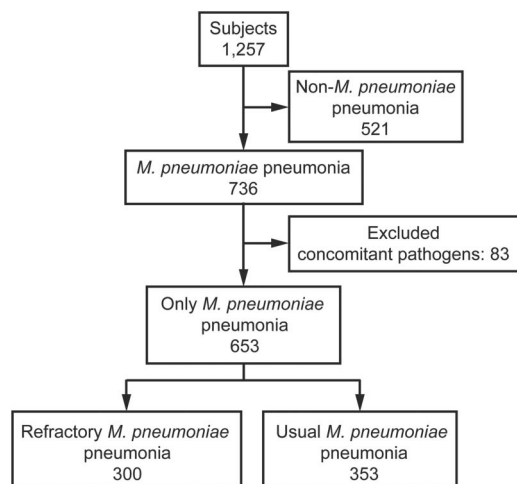 Subjects
1,257
Non-M. pneumoniae
pneumonia
521
M. pneumoniae pneumonia
736
Excluded
concomitant pathogens: 83
Only M. pneumoniae
pneumonia
653
Refractory M. pneumoniae
pneumonia
300
Usual M. pneumoniae
pneumonia
353